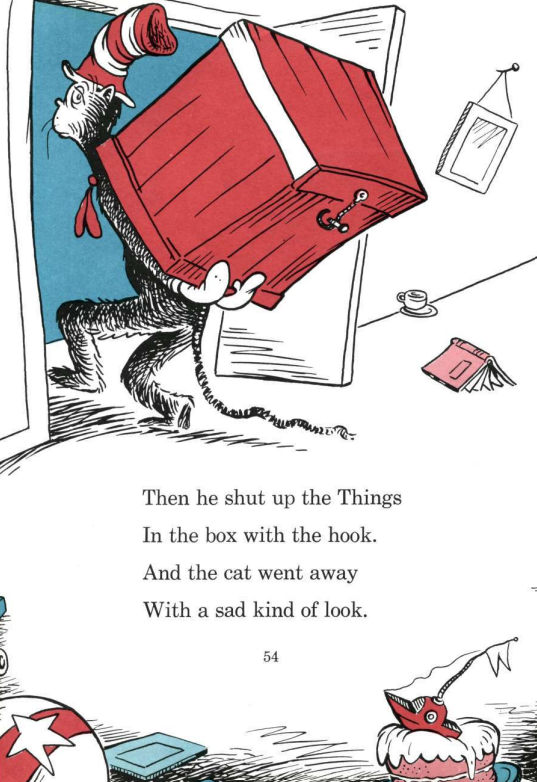 Then he shut up the Things
In the box with the hook.
And the cat went away
With a sad kind of look.
54